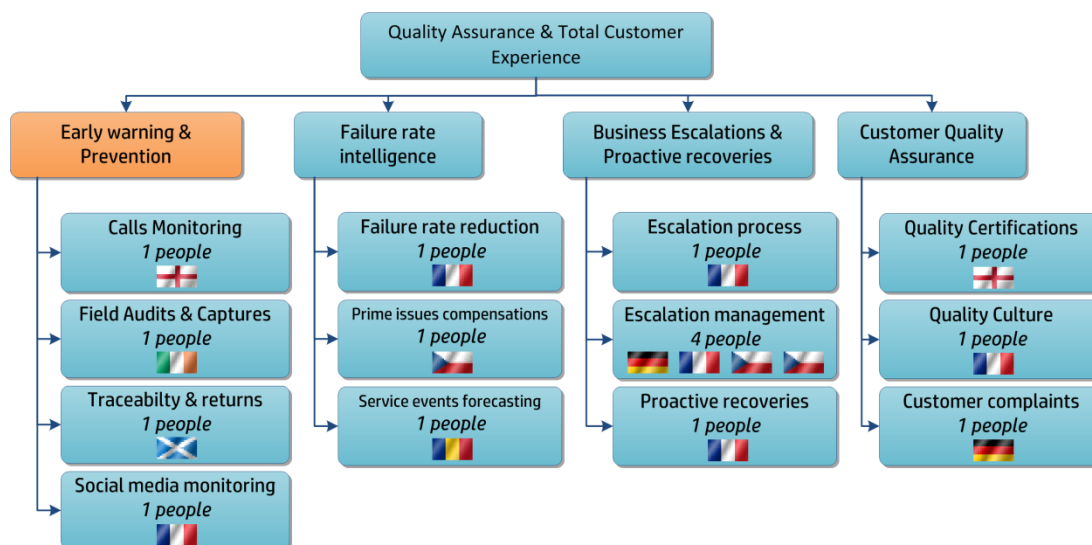 Quality Assurance & Total Customer
Experience
Early warning &
Prevention
Failure rate
intelligence
Business Escalations &
Proactive recoveries
Customer Quality
Assurance
Calls Monitoring
1 people
Field Audits & Captures
1 people
Traceabilty & returns
1 people
Social media monitoring
1 people
Failure rate reduction
1 people
Prime issues compensations
1 people
Service events forecasting
1 people
Escalation process
1 people
Escalation management
4 people
Proactive recoveries
1 people
Quality Certifications
1 people
Quality Culture
1 people
Customer complaints
1 people